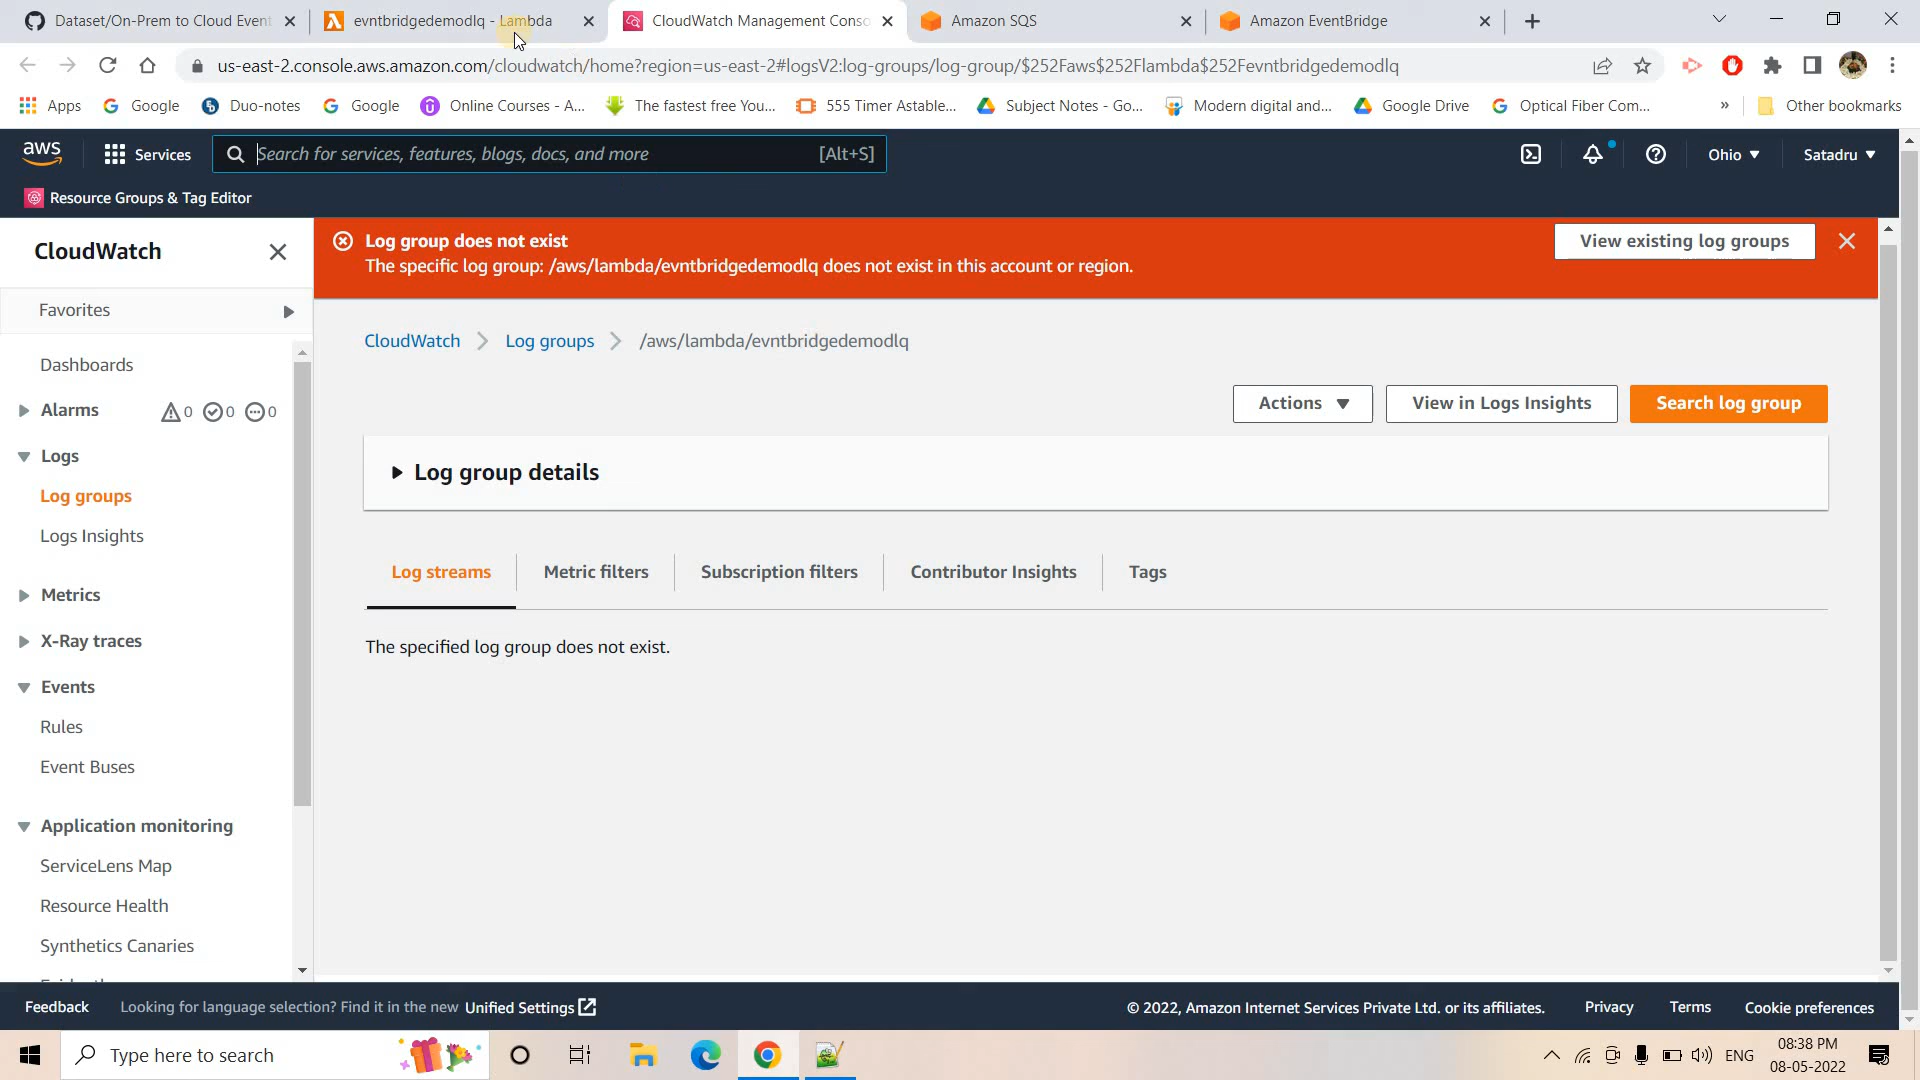 Dataset/On-Prem to Cloud Event
evntbridgedemodlq - Lambda
CloudWatch Management Conso
Amazon SQS
Amazon EventBridge
us-east-2.console.aws.amazon.com/cloudwatch/home?region=us-east-2#logsV2:log-groups/log-group/$252Faws$252Flambda$252Fevntbridgedemodlq
Apps
Google
Duo-notes
Google
Online Courses - A...
The fastest free You...
555 Timer Astable...
Subject Notes - Go...
Modern digital and...
Google Drive
Optical Fiber Com...
»
Other bookmarks
aws
Services
Search for services, features, blogs, docs, and more
[Alt+S]
Ohio
Satadru
Resource Groups & Tag Editor
CloudWatch
Favorites
Dashboards
Alarms
0
0
0
Logs
Log groups
Logs Insights
Metrics
X-Ray traces
Events
Rules
Event Buses
Application monitoring
ServiceLens Map
Resource Health
Synthetics Canaries
Log group does not exist
The specific log group: /aws/lambda/evntbridgedemodlq does not exist in this account or region.
View existing log groups
CloudWatch
Log groups
/aws/lambda/evntbridgedemodlq
Actions
View in Logs Insights
Search log group
Log group details
Log streams
Metric filters
Subscription filters
Contributor Insights
Tags
The specified log group does not exist.
Feedback
Looking for language selection? Find it in the new Unified Settings
© 2022, Amazon Internet Services Private Ltd. or its affiliates.
Privacy
Terms
Cookie preferences
Type here to search
ENG
08:38 PM
08-05-2022